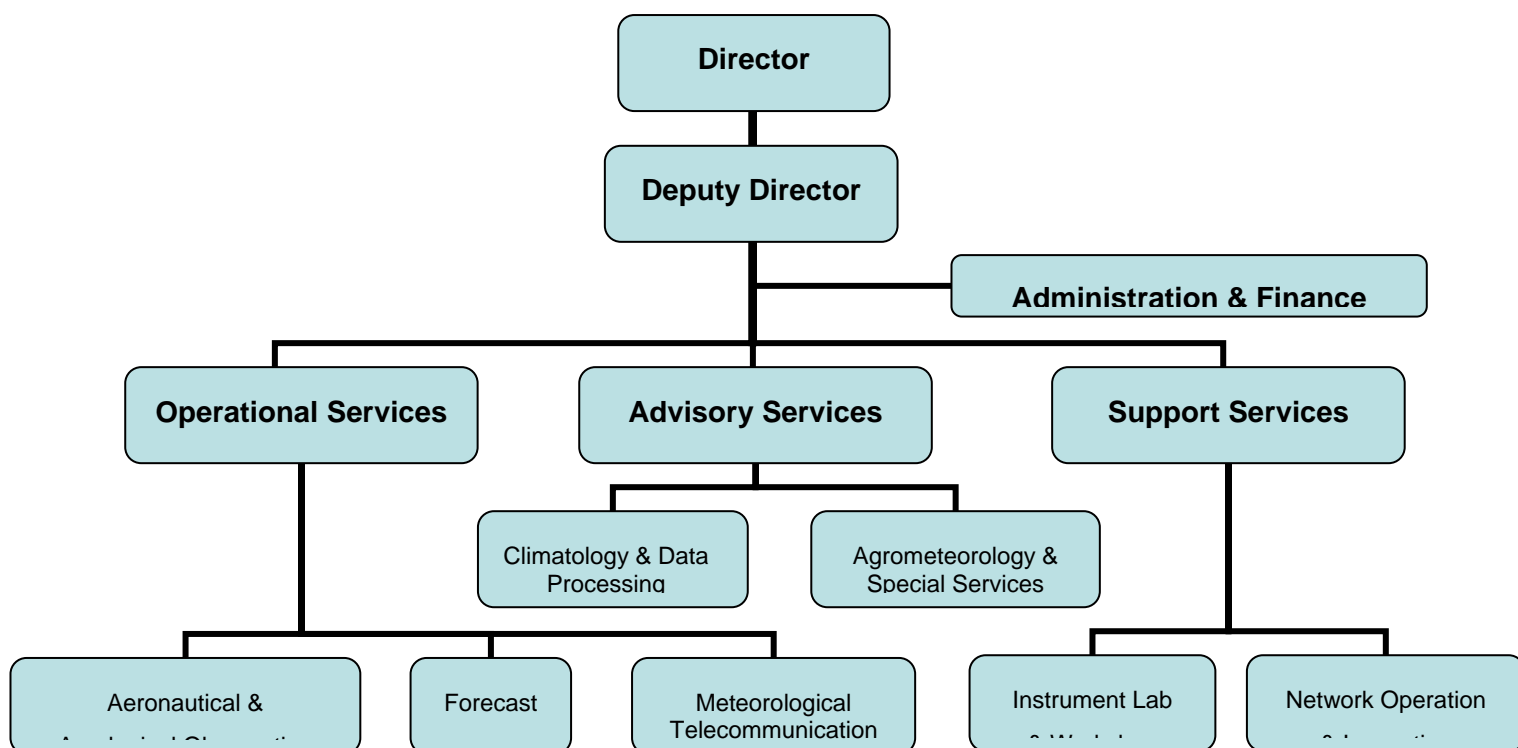 Director
Deputy Director
Administration & Finance
Operational Services
Advisory Services
Support Services
Climatology & Data
Processing
Agrometeorology &
Special Services
Aeronautical &
Forecast
Meteorological
Telecommunication
Instrument Lab
&
Network Operation
&